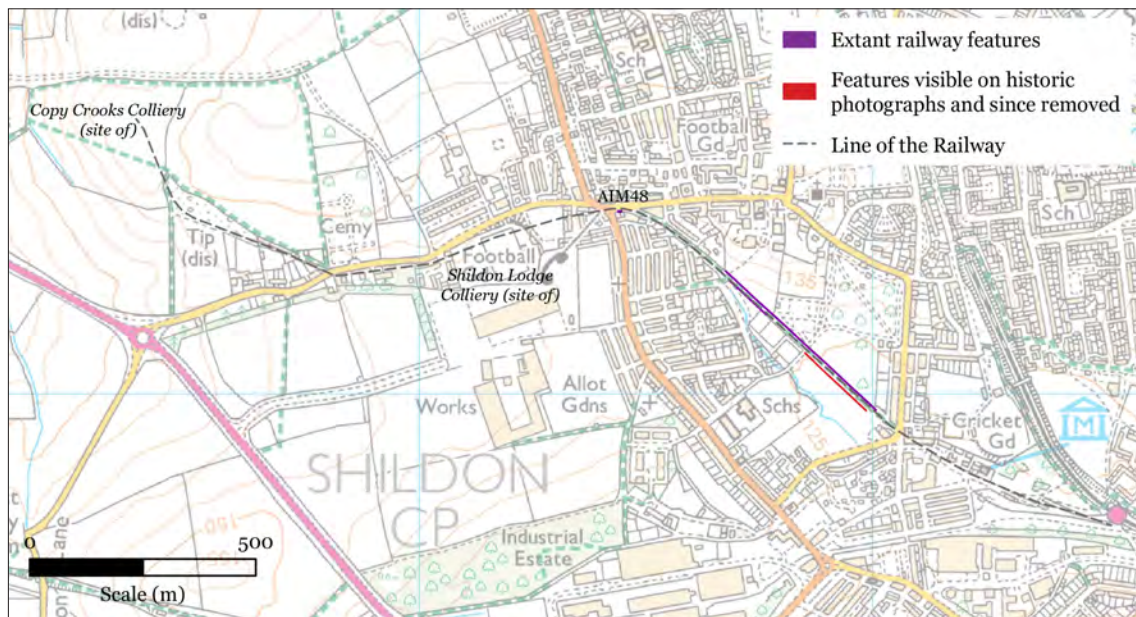 (dis)
Sch
Extant railway features
Features visible on historic
photographs and since removed
Line of the Railway
Copy Crooks Colliery
(site of)
Football
Gd
AIM48
Sch
Cemy
Tip
(dis)
Football
Shildon Lodge
Colliery (site of)
135
Works
Allot
Gdns
Schs
125
Cricket
Gd
M
SHILDON
CP
150
Lane
Industrial
Estate
0
500
Scale (m)